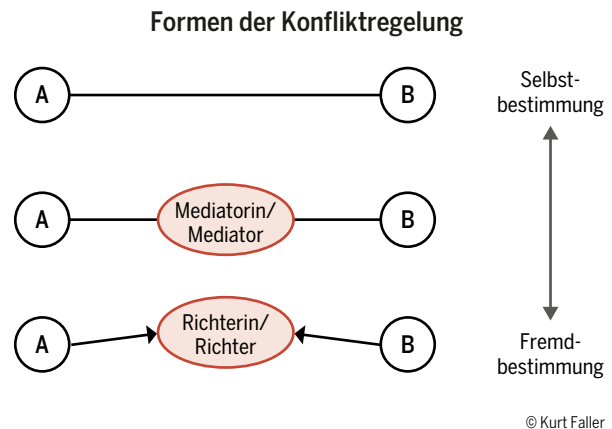 Formen der Konfliktregelung
A
B
Selbst-
bestimmung
A
Mediatorin/
Mediator
B
A
Richterin/
Richter
B
Fremd-
bestimmung
© Kurt Faller